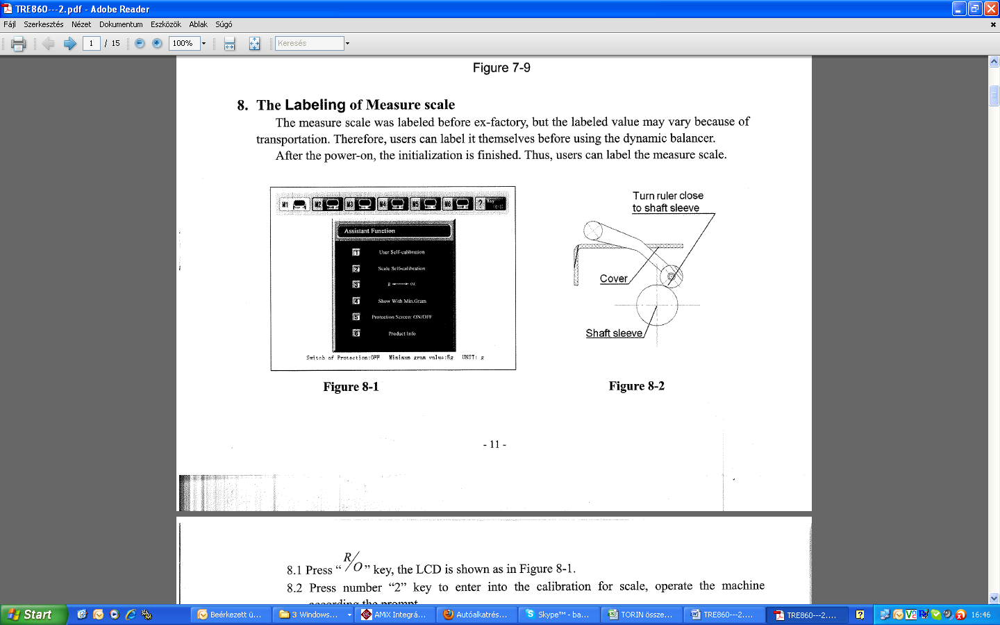 TRE860---2.pdf - Adobe Reader
Fájl Szerkesztés Nézet Dokumentum Eszközök Ablak Súgó
1 / 15 100% Keresés
Figure 7-9
8. The Labeling of Measure scale
The measure scale was labeled before ex-factory, but the labeled value may vary because of
transportation. Therefore, users can label it themselves before using the dynamic balancer.
After the power-on, the initialization is finished. Thus, users can label the measure scale.
M1 M2 M3 M4 M5 M6 ?
Assistant Function
1 User Self-calibration
2 Scale Self-calibration
3 g oz
4 Show With Min.Gram
5 Protection Screen: ON/OFF
6 Product Info
Switch of Protection:OFF Minimum gram value:5g UNIT: g
Figure 8-1
Turn ruler close
to shaft sleeve
Cover
Shaft sleeve
Figure 8-2
- 11 -
8.1 Press “R/O” key, the LCD is shown as in Figure 8-1.
8.2 Press number “2” key to enter into the calibration for scale, operate the machine
according the prompt.
Start Beérkezett ü... 3 Windows... AMiX Integrá... Autóalkatrés... Skype™ - ba... TORIN össze... TRE860---2.... TRE860---2.... 16:46